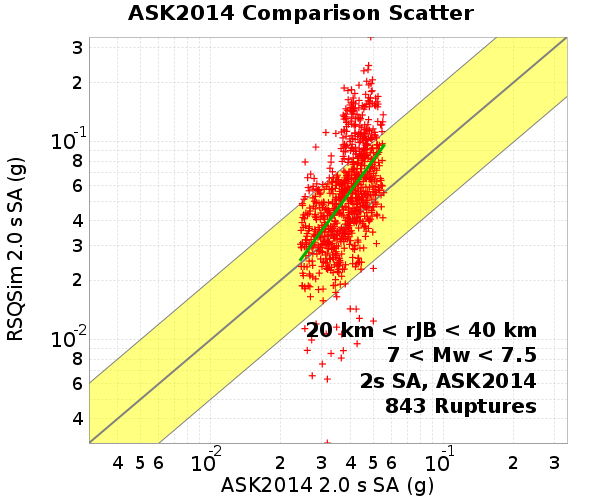 ASK2014 Comparison Scatter
RSQSim 2.0 s SA (g)
3
2
10-1
8
6
4
3
2
10-2
8
6
4
20 km < rJB < 40 km
7 < Mw < 7.5
2s SA, ASK2014
843 Ruptures
4 5 6 10-2 2 3 4 5 6 10-1 2 3
ASK2014 2.0 s SA (g)